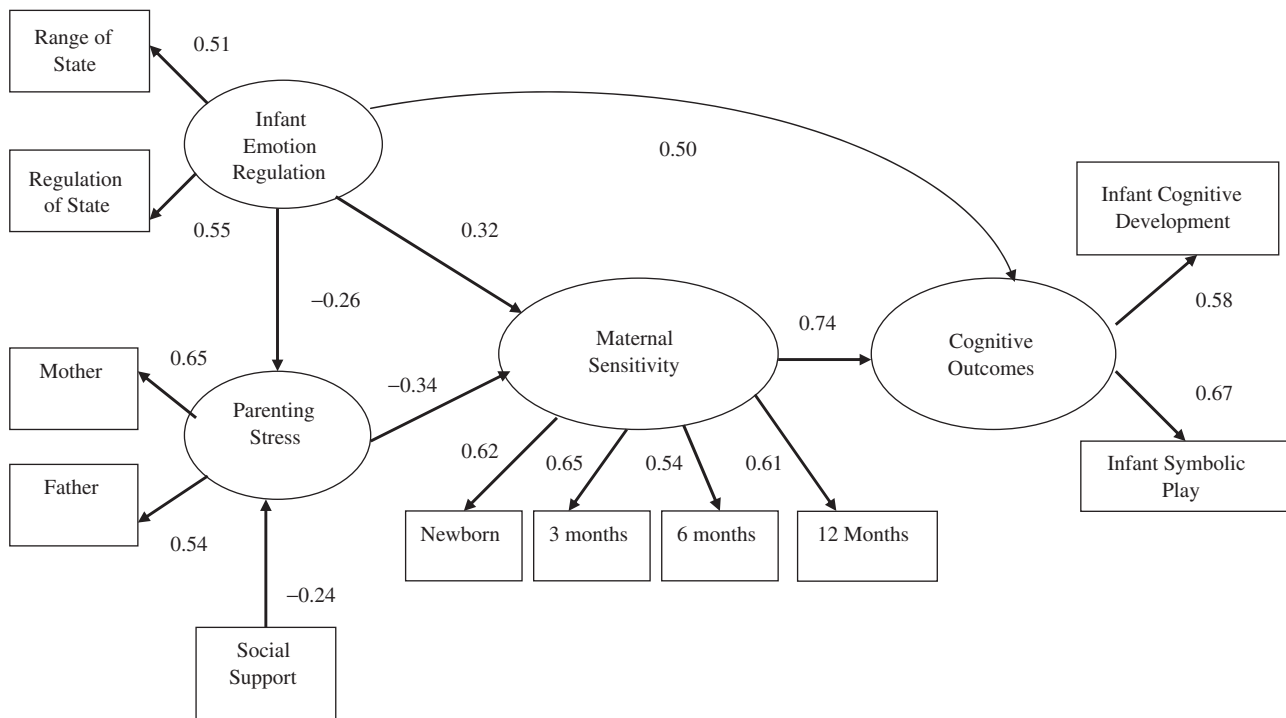 Range of
State
0.51
Infant
Emotion
Regulation
0.50
Regulation
of State
0.55
0.32
Infant Cognitive
Development
0.58
−0.26
Mother
0.65
Parenting
Stress
−0.34
Maternal
Sensitivity
0.74
Cognitive
Outcomes
0.67
Infant Symbolic
Play
Father
0.54
0.62
0.65
0.54
0.61
Newborn
3 months
6 months
12 Months
−0.24
Social
Support